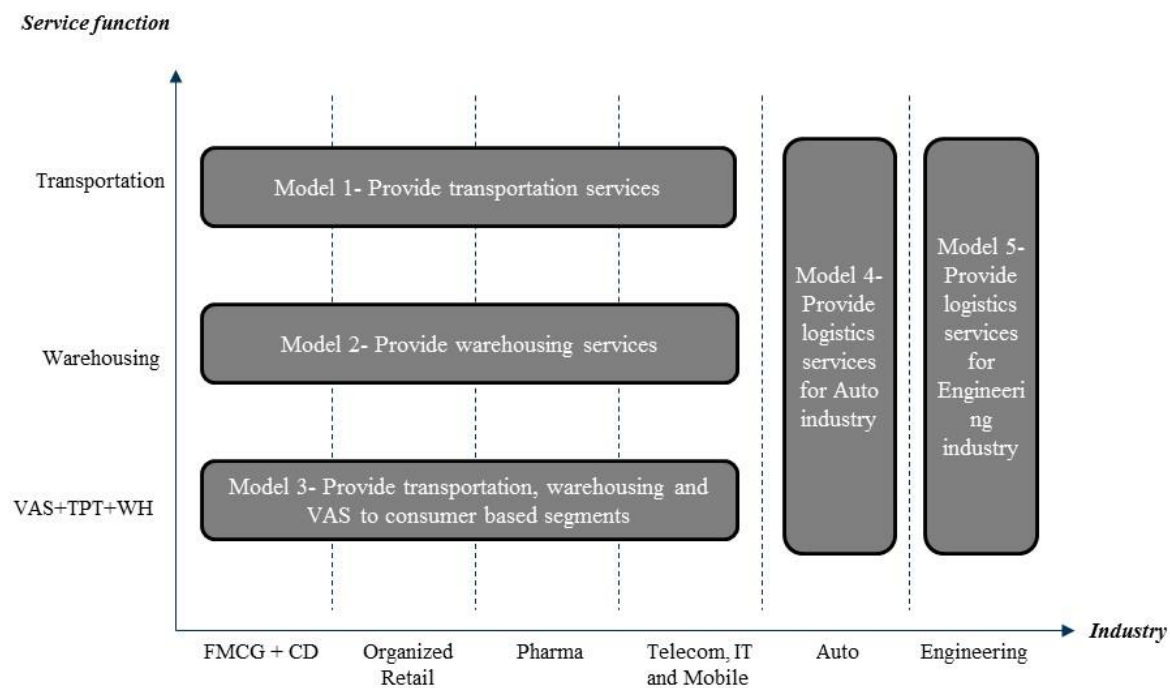 Service function
Transportation
Model 1- Provide transportation services
Warehousing
Model 2- Provide warehousing services
VAS+TPT+WH
Model 3- Provide transportation, warehousing and
VAS to consumer based segments
Model 4-
Provide
logistics
services
for Auto
industry
Model 5-
Provide
logistics
services
for
Engineeri
ng
industry
Industry
FMCG + CD
Organized
Retail
Pharma
Telecom, IT
and Mobile
Auto
Engineering